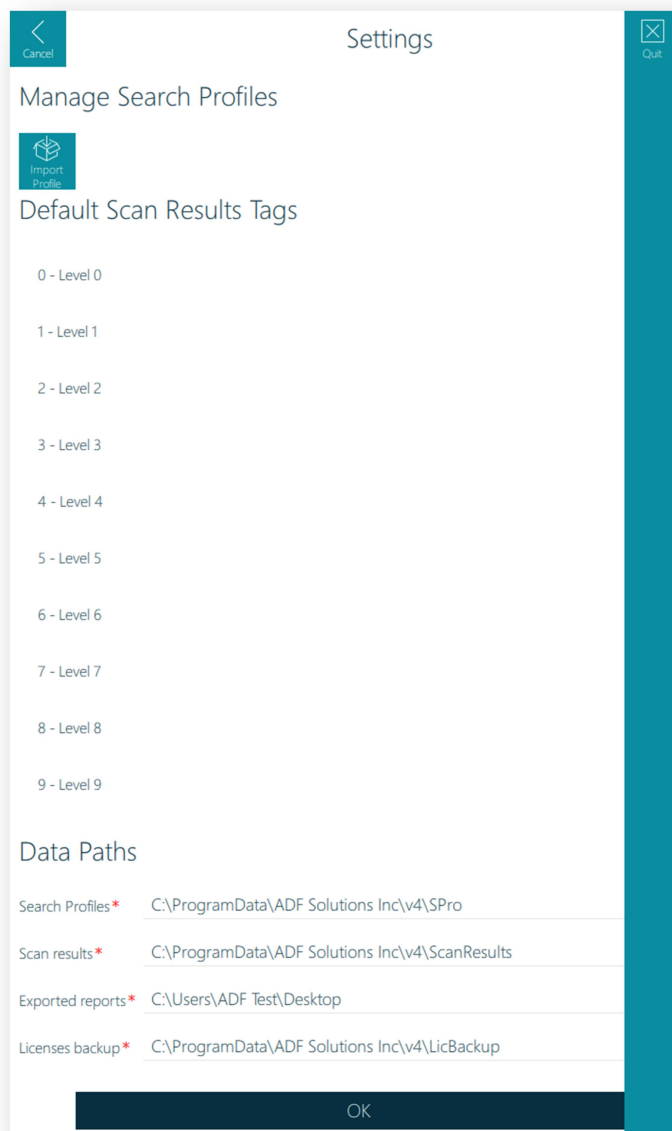 Cancel
Settings
Quit
Manage Search Profiles
Import
Profile
Default Scan Results Tags
0 - Level 0
1 - Level 1
2 - Level 2
3 - Level 3
4 - Level 4
5 - Level 5
6 - Level 6
7 - Level 7
8 - Level 8
9 - Level 9
Data Paths
Search Profiles* C:\ProgramData\ADF Solutions Inc\v4\SPro
Scan results* C:\ProgramData\ADF Solutions Inc\v4\ScanResults
Exported reports* C:\Users\ADF Test\Desktop
Licenses backup* C:\ProgramData\ADF Solutions Inc\v4\LicBackup
OK